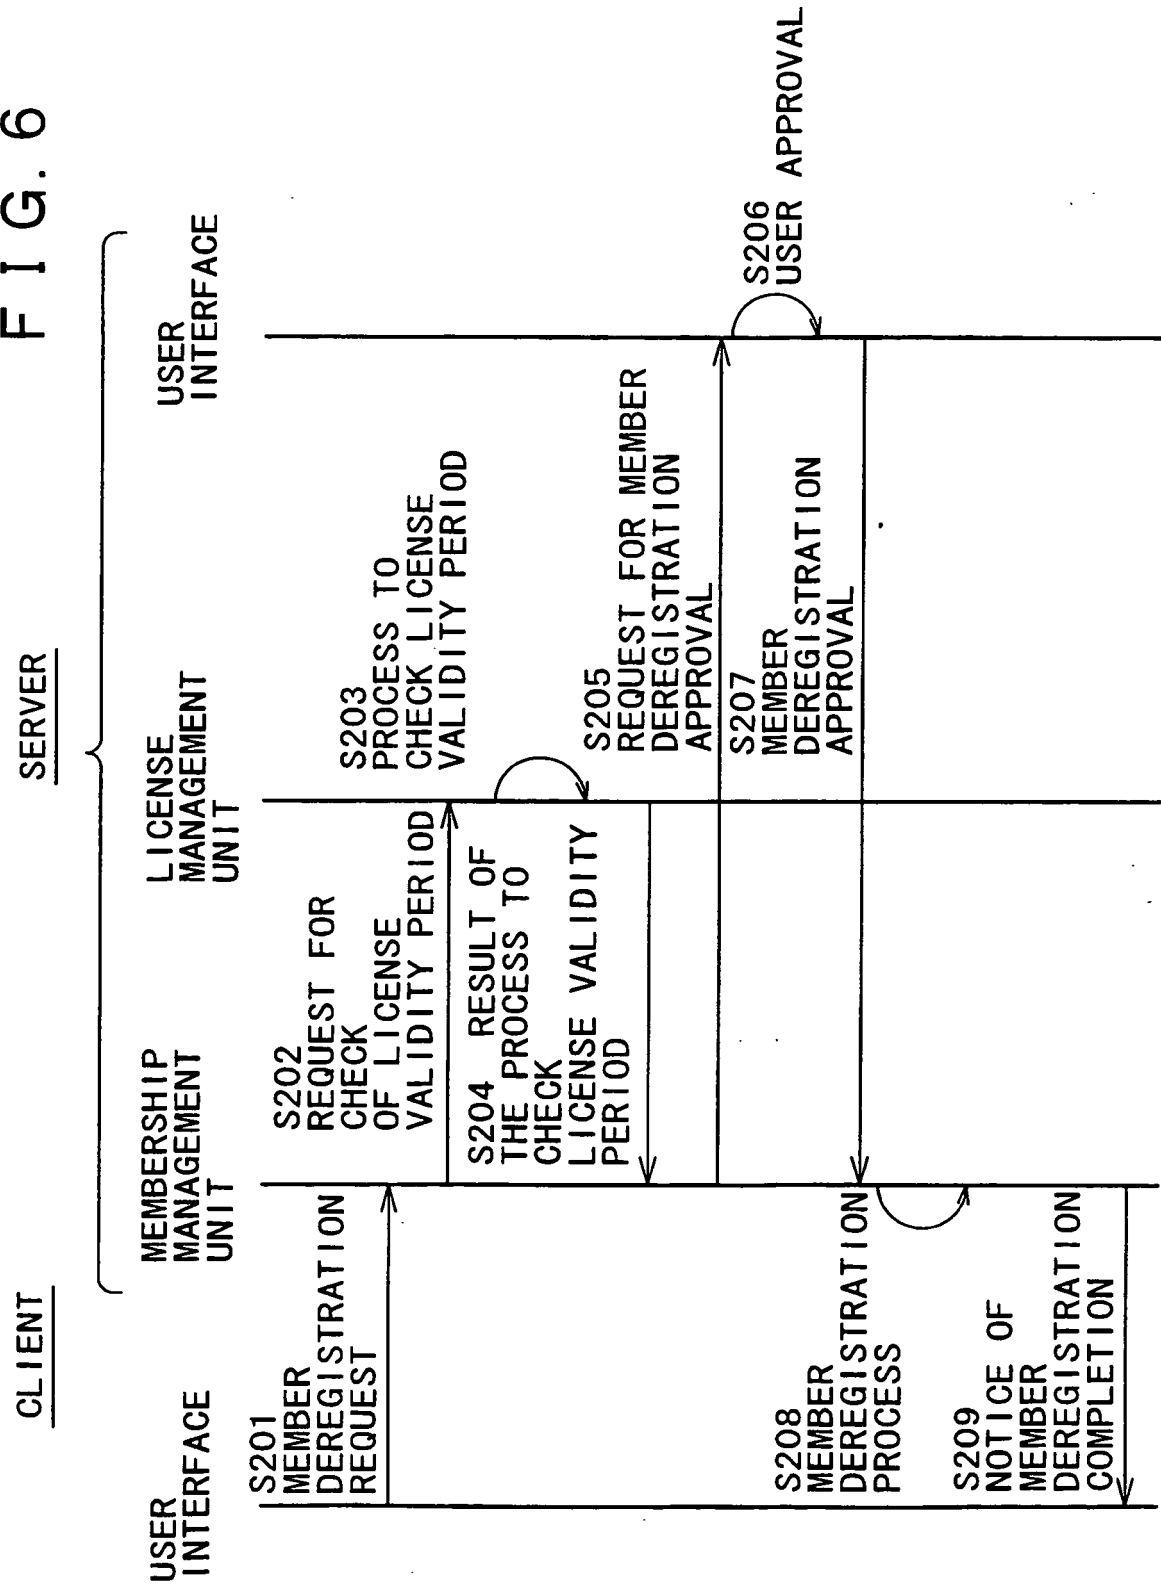 F I G. 6
CLIENT
SERVER
USER
INTERFACE
MEMBERSHIP
MANAGEMENT
UNIT
LICENSE
MANAGEMENT
UNIT
USER
INTERFACE
S201
MEMBER
DEREGISTRATION
REQUEST
S202
REQUEST FOR
CHECK
OF LICENSE
VALIDITY PERIOD
S203
PROCESS TO
CHECK LICENSE
VALIDITY PERIOD
S204 RESULT OF
THE PROCESS TO
CHECK
LICENSE VALIDITY
PERIOD
S205
REQUEST FOR MEMBER
DEREGISTRATION
APPROVAL
S206
USER APPROVAL
S207
MEMBER
DEREGISTRATION
APPROVAL
S208
MEMBER
DEREGISTRATION
PROCESS
S209
NOTICE OF
MEMBER
DEREGISTRATION
COMPLETION